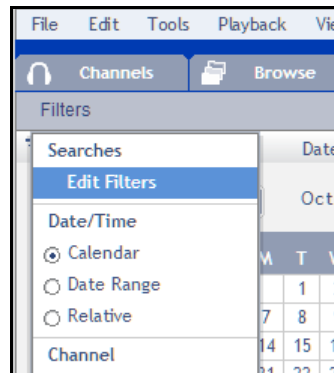 File Edit Tools Playback
Channels Browse
Filters
Searches
Edit Filters
Date/Time
Calendar
Date Range
Relative
Channel
Oct
M T
1
7 8
14 15